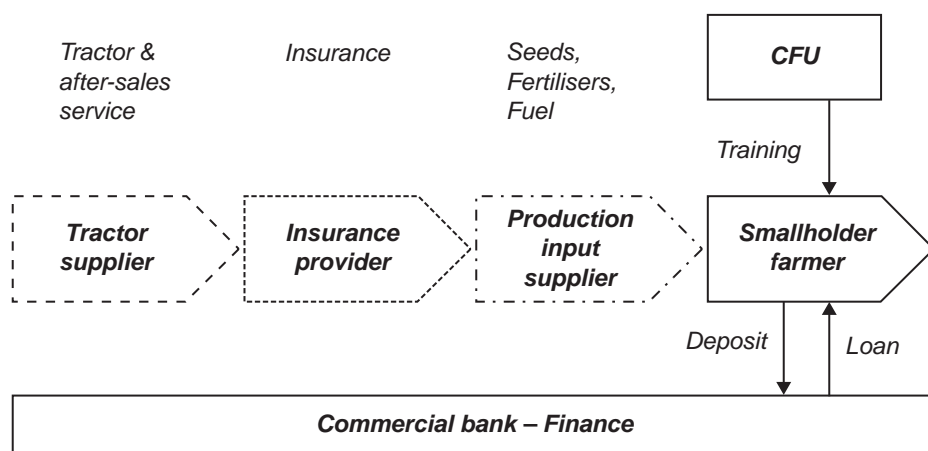 Tractor &
after-sales
service
Insurance
Seeds,
Fertilisers,
Fuel
CFU
Training
Tractor
supplier
Insurance
provider
Production
input
supplier
Smallholder
farmer
Deposit
Loan
Commercial bank – Finance